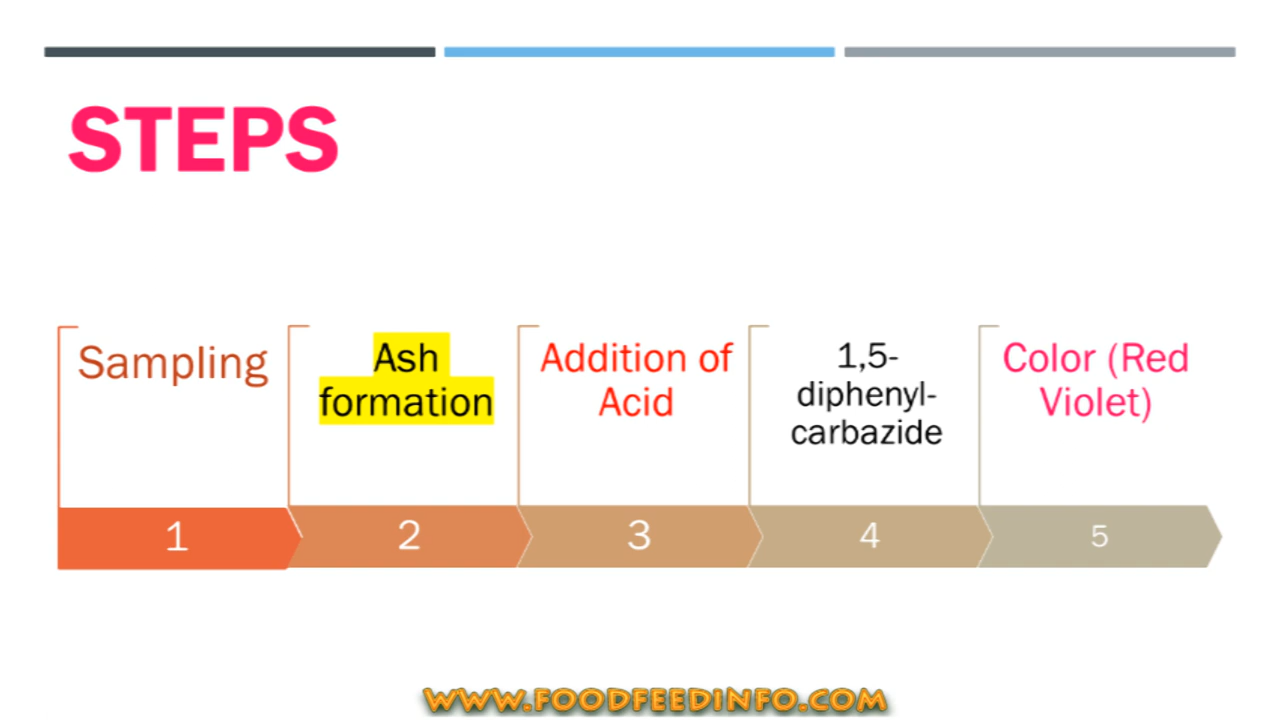 STEPS
Sampling
Ash
formation
Addition of
Acid
1,5-
diphenyl-
carbazide
Color (Red
Violet)
1
2
3
4
5
WWW.FOODFEEDINFO.COM